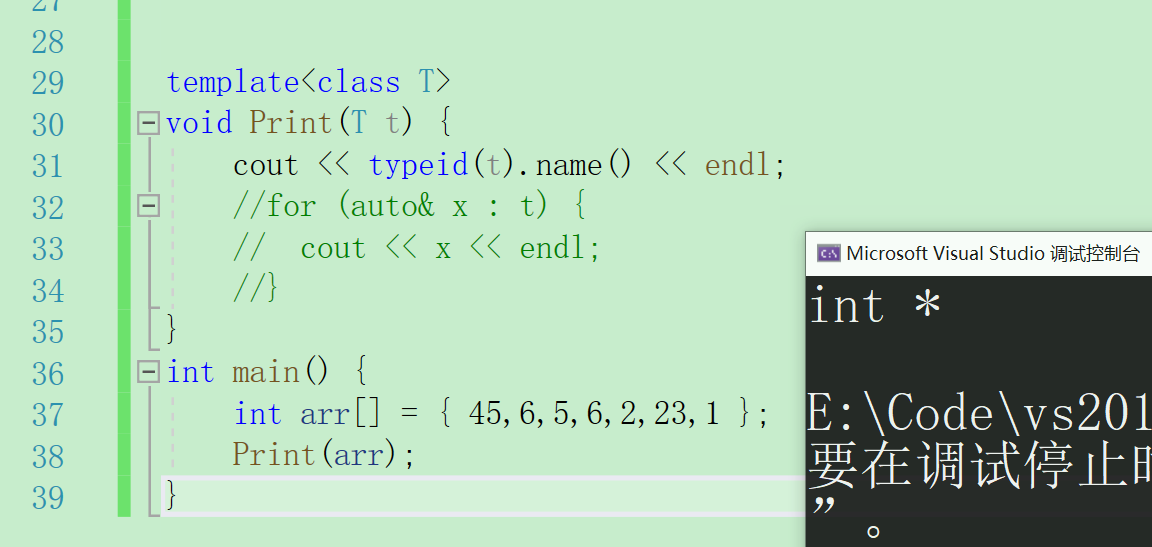 27
28
29 template<class T>
30 void Print(T t) {
31 cout << typeid(t).name() << endl;
32 //for (auto& x : t) {
33 // cout << x << endl;
34 //}
35 }
36 int main() {
37 int arr[] = { 45,6,5,6,2,23,1 };
38 Print(arr);
39 }
Microsoft Visual Studio 调试控制台
int *
E:\Code\vs201
要在调试停止时
”。